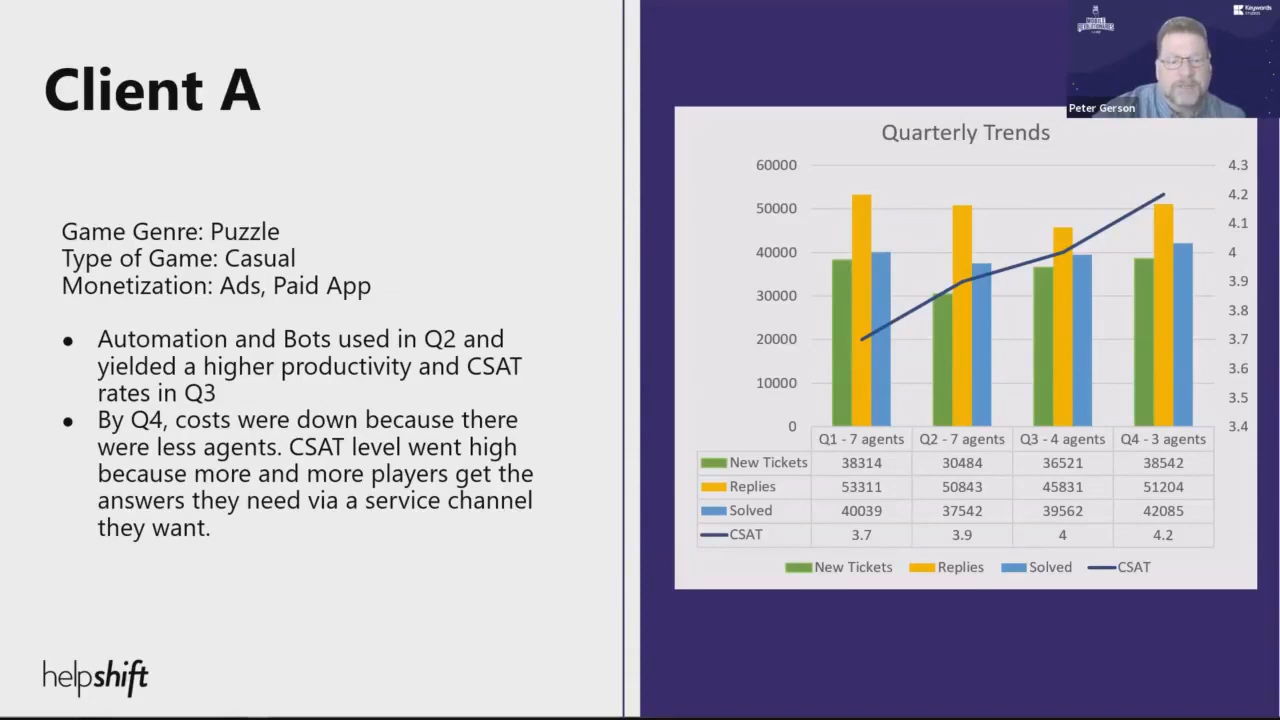 Client A
Game Genre: Puzzle
Type of Game: Casual
Monetization: Ads, Paid App
● Automation and Bots used in Q2 and
yielded a higher productivity and CSAT
rates in Q3
● By Q4, costs were down because there
were less agents. CSAT level went high
because more and more players get the
answers they need via a service channel
they want.
helpshift
MOBILE
REVOLUTIONARIES
Keywords
STUDIOS
Peter Gerson
Quarterly Trends
60000
50000
40000
30000
20000
10000
0
4.3
4.2
4.1
4
3.9
3.8
3.7
3.6
3.5
3.4
Q1 - 7 agents Q2 - 7 agents Q3 - 4 agents Q4 - 3 agents
New Tickets 38314 30484 36521 38542
Replies 53311 50843 45831 51204
Solved 40039 37542 39562 42085
CSAT 3.7 3.9 4 4.2
New Tickets Replies Solved CSAT